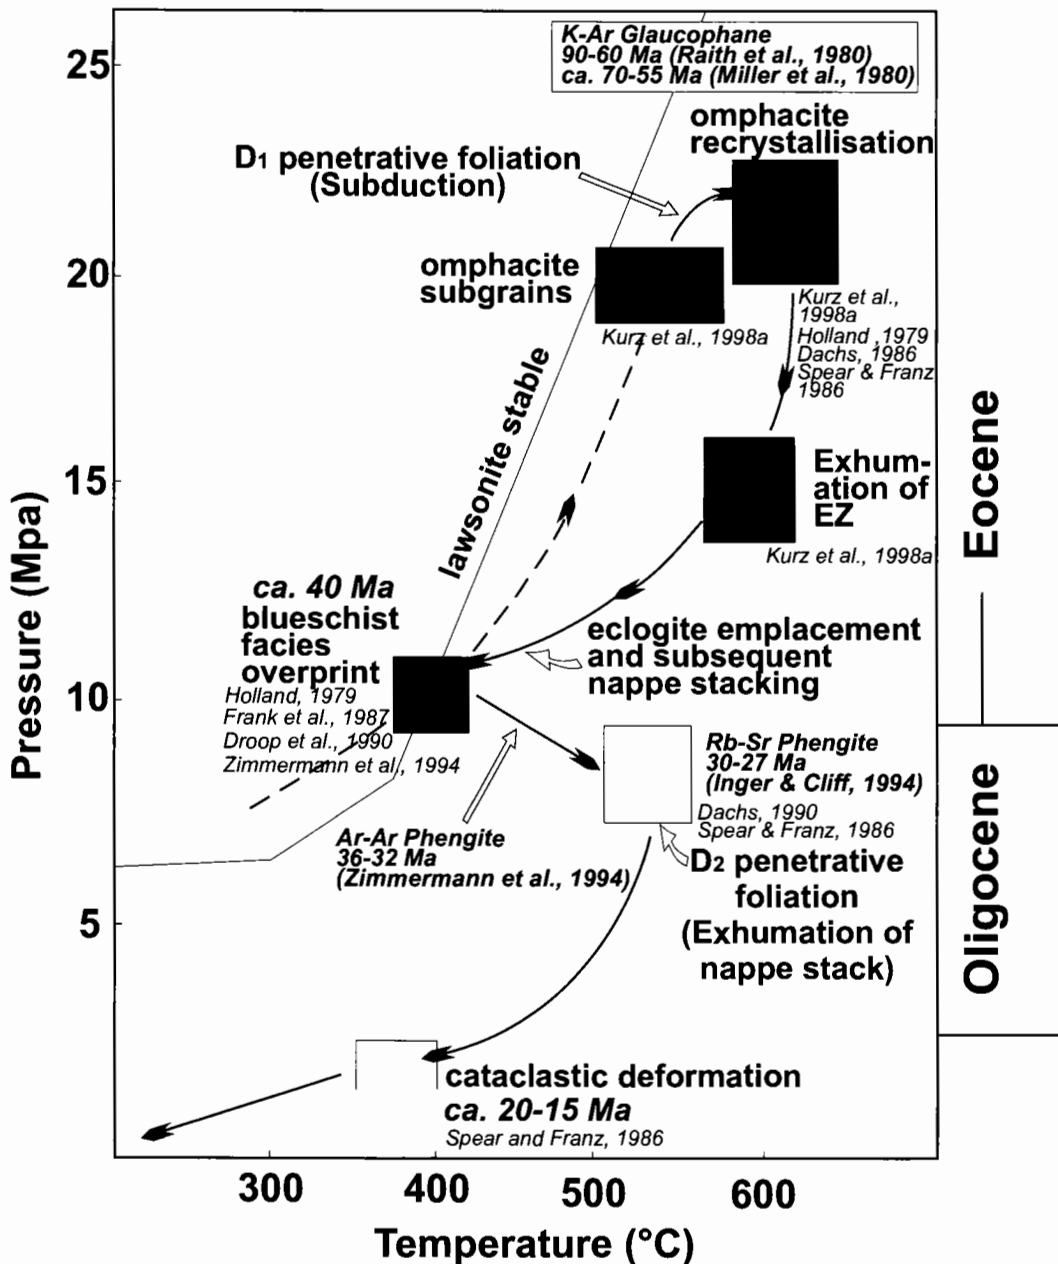 K-Ar Glaucophane
90-60 Ma (Raith et al., 1980)
ca. 70-55 Ma (Miller et al., 1980)
omphacite
recrystallisation
D1 penetrative foliation
(Subduction)
omphacite
subgrains
Kurz et al., 1998a
Kurz et al.,
1998a
Holland ,1979
Dachs, 1986
Spear & Franz
1986
lawsonite stable
Exhum-
ation of
EZ
Kurz et al., 1998a
ca. 40 Ma
blueschist
facies
overprint
Holland, 1979
Frank et al., 1987
Droop et al., 1990
Zimmermann et al., 1994
eclogite emplacement
and subsequent
nappe stacking
Rb-Sr Phengite
30-27 Ma
(Inger & Cliff, 1994)
Dachs, 1990
Spear & Franz, 1986
Ar-Ar Phengite
36-32 Ma
(Zimmermann et al., 1994)
D2 penetrative
foliation
(Exhumation of
nappe stack)
cataclastic deformation
ca. 20-15 Ma
Spear and Franz, 1986
Eocene
Oligocene
Pressure (Mpa)
25
20
15
10
5
300 400 500 600
Temperature (°C)